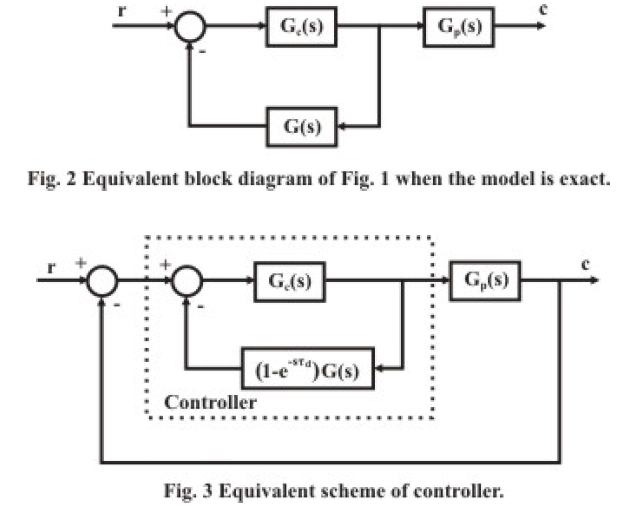 r + G_c(s) G_p(s) c
-
G(s)
Fig. 2 Equivalent block diagram of Fig. 1 when the model is exact.
r + + G_c(s) G_p(s) c
- -
(1-e^{-sτ_d})G(s)
Controller
Fig. 3 Equivalent scheme of controller.